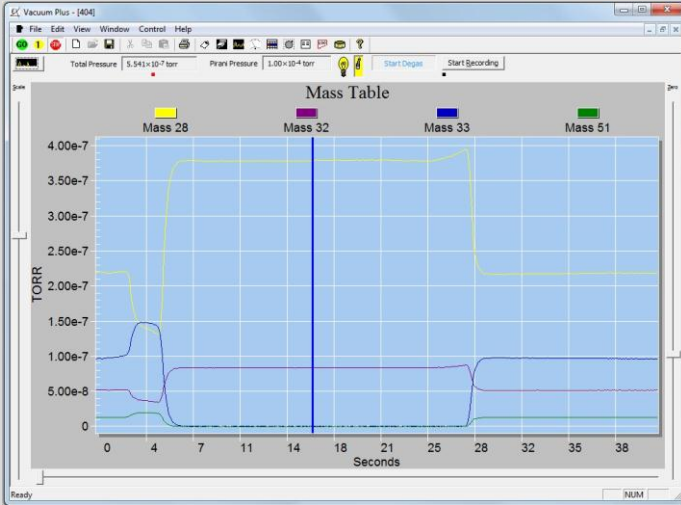 Vacuum Plus - [404]
File Edit View Window Control Help
GO 1
Total Pressure 5.541×10-7 torr Pirani Pressure 1.00×10-4 torr Start Degas Start Recording
Scale Zero
Mass Table
Mass 28 Mass 32 Mass 33 Mass 51
4.00e-7
3.50e-7
3.00e-7
2.50e-7
2.00e-7
1.50e-7
1.00e-7
5.00e-8
0
TORR
0 4 7 11 14 18 21 25 28 32 35 38
Seconds
Ready NUM